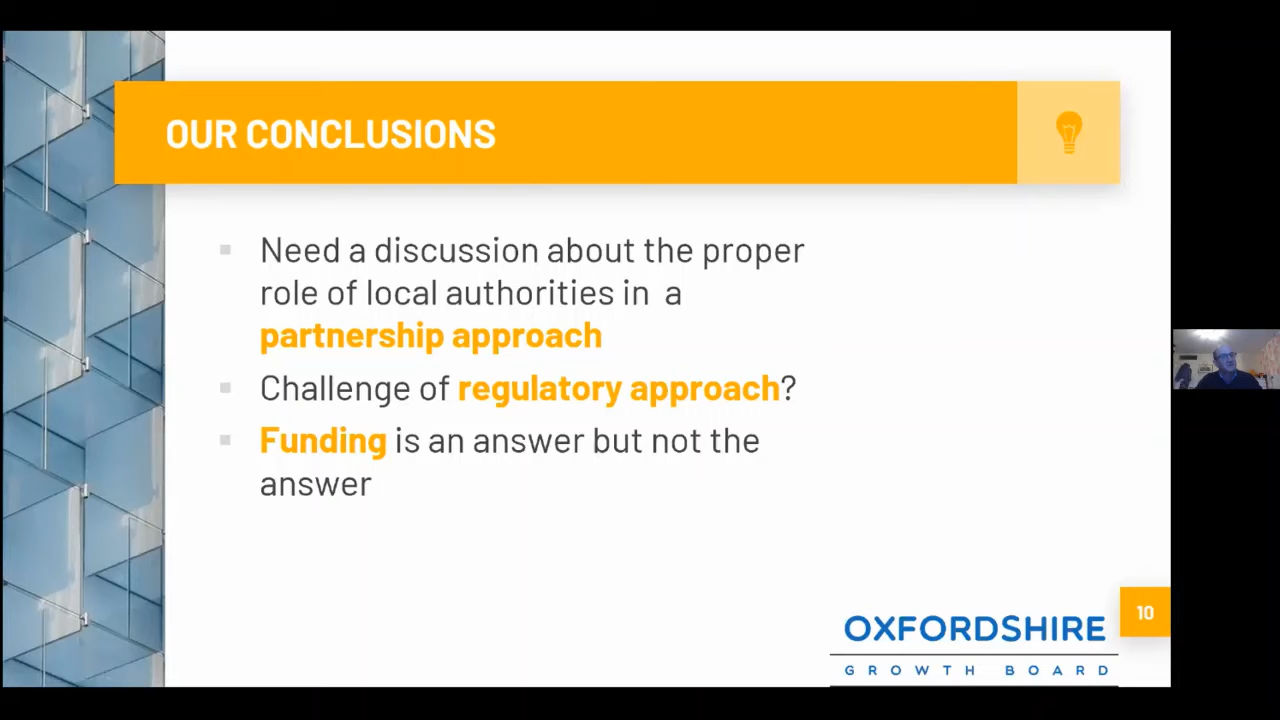 OUR CONCLUSIONS
Need a discussion about the proper
role of local authorities in a
partnership approach
Challenge of regulatory approach?
Funding is an answer but not the
answer
10
OXFORDSHIRE
GROWTH BOARD